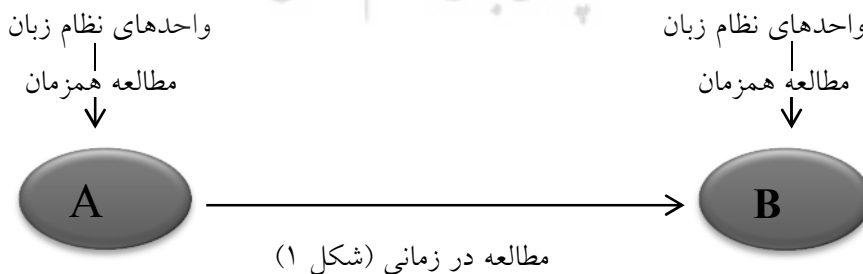 واحدهای نظام زبان
واحدهای نظام زبان
مطالعه همزمان
مطالعه همزمان
A
B
مطالعه در زمانی (شکل ۱)